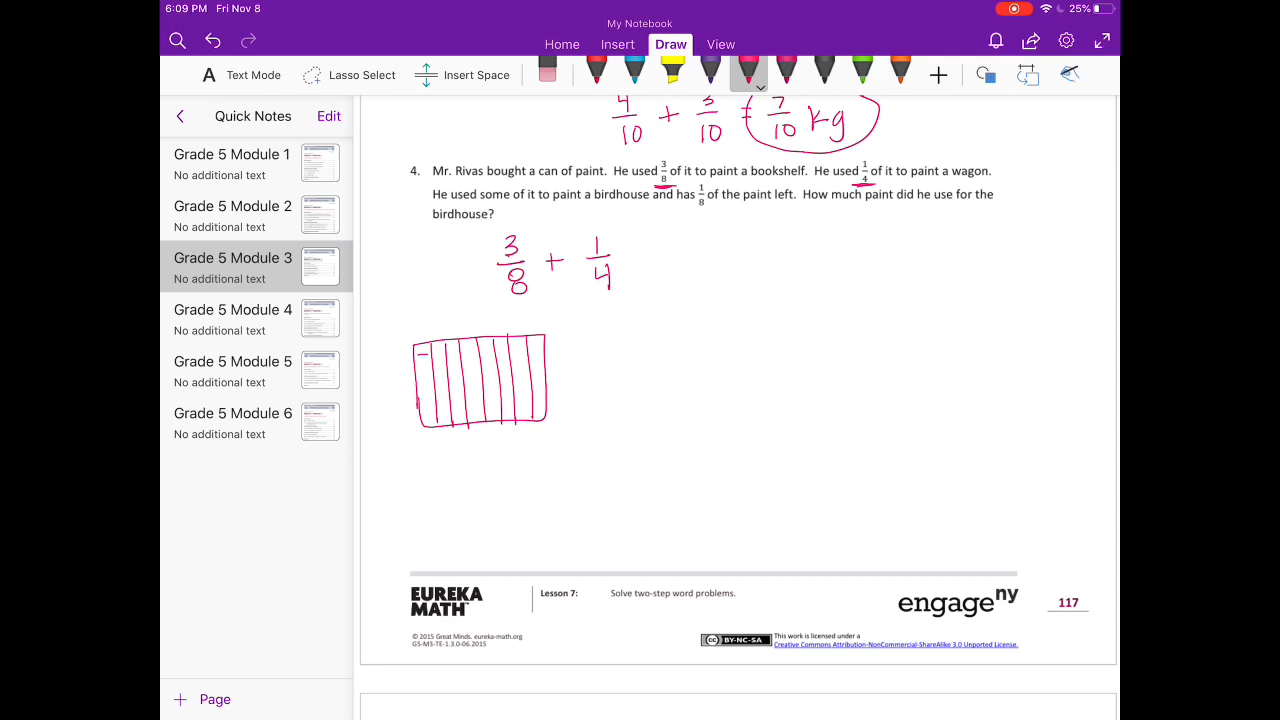 6:09 PM Fri Nov 8
25%
My Notebook
Home Insert Draw View
A Text Mode Lasso Select Insert Space
Quick Notes Edit
Grade 5 Module 1
No additional text
Grade 5 Module 2
No additional text
Grade 5 Module 3
No additional text
Grade 5 Module 4
No additional text
Grade 5 Module 5
No additional text
Grade 5 Module 6
No additional text
+ Page
4/10 + 3/10 = 7/10 kg
4. Mr. Rivas bought a can of paint. He used 3/8 of it to paint a bookshelf. He used 1/4 of it to paint a wagon.
He used some of it to paint a birdhouse and has 1/8 of the paint left. How much paint did he use for the
birdhouse?
3/8 + 1/4
EUREKA
MATH™
Lesson 7: Solve two-step word problems.
engageny
117
© 2015 Great Minds. eureka-math.org
G5-M3-TE-1.3.0-06.2015
cc BY-NC-SA
This work is licensed under a
Creative Commons Attribution-NonCommercial-ShareAlike 3.0 Unported License.